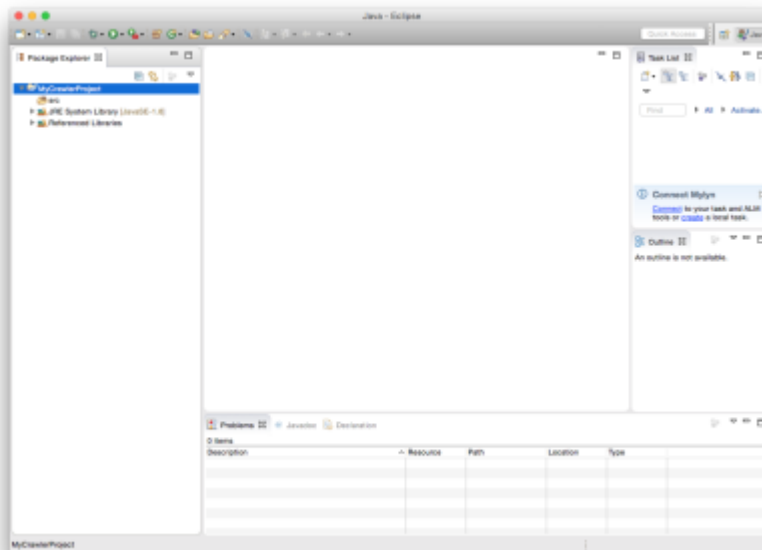 Java - Eclipse
Quick Access
Package Explorer
Task List
MyCrawlerProject
src
JRE System Library [JavaSE-1.6]
Referenced Libraries
Find
All
Activate
Connect Mylyn
Connect to your task and ALM
tools or create a local task.
Outline
An outline is not available.
Problems
Javadoc
Declaration
0 items
Description
Resource
Path
Location
Type
MyCrawlerProject